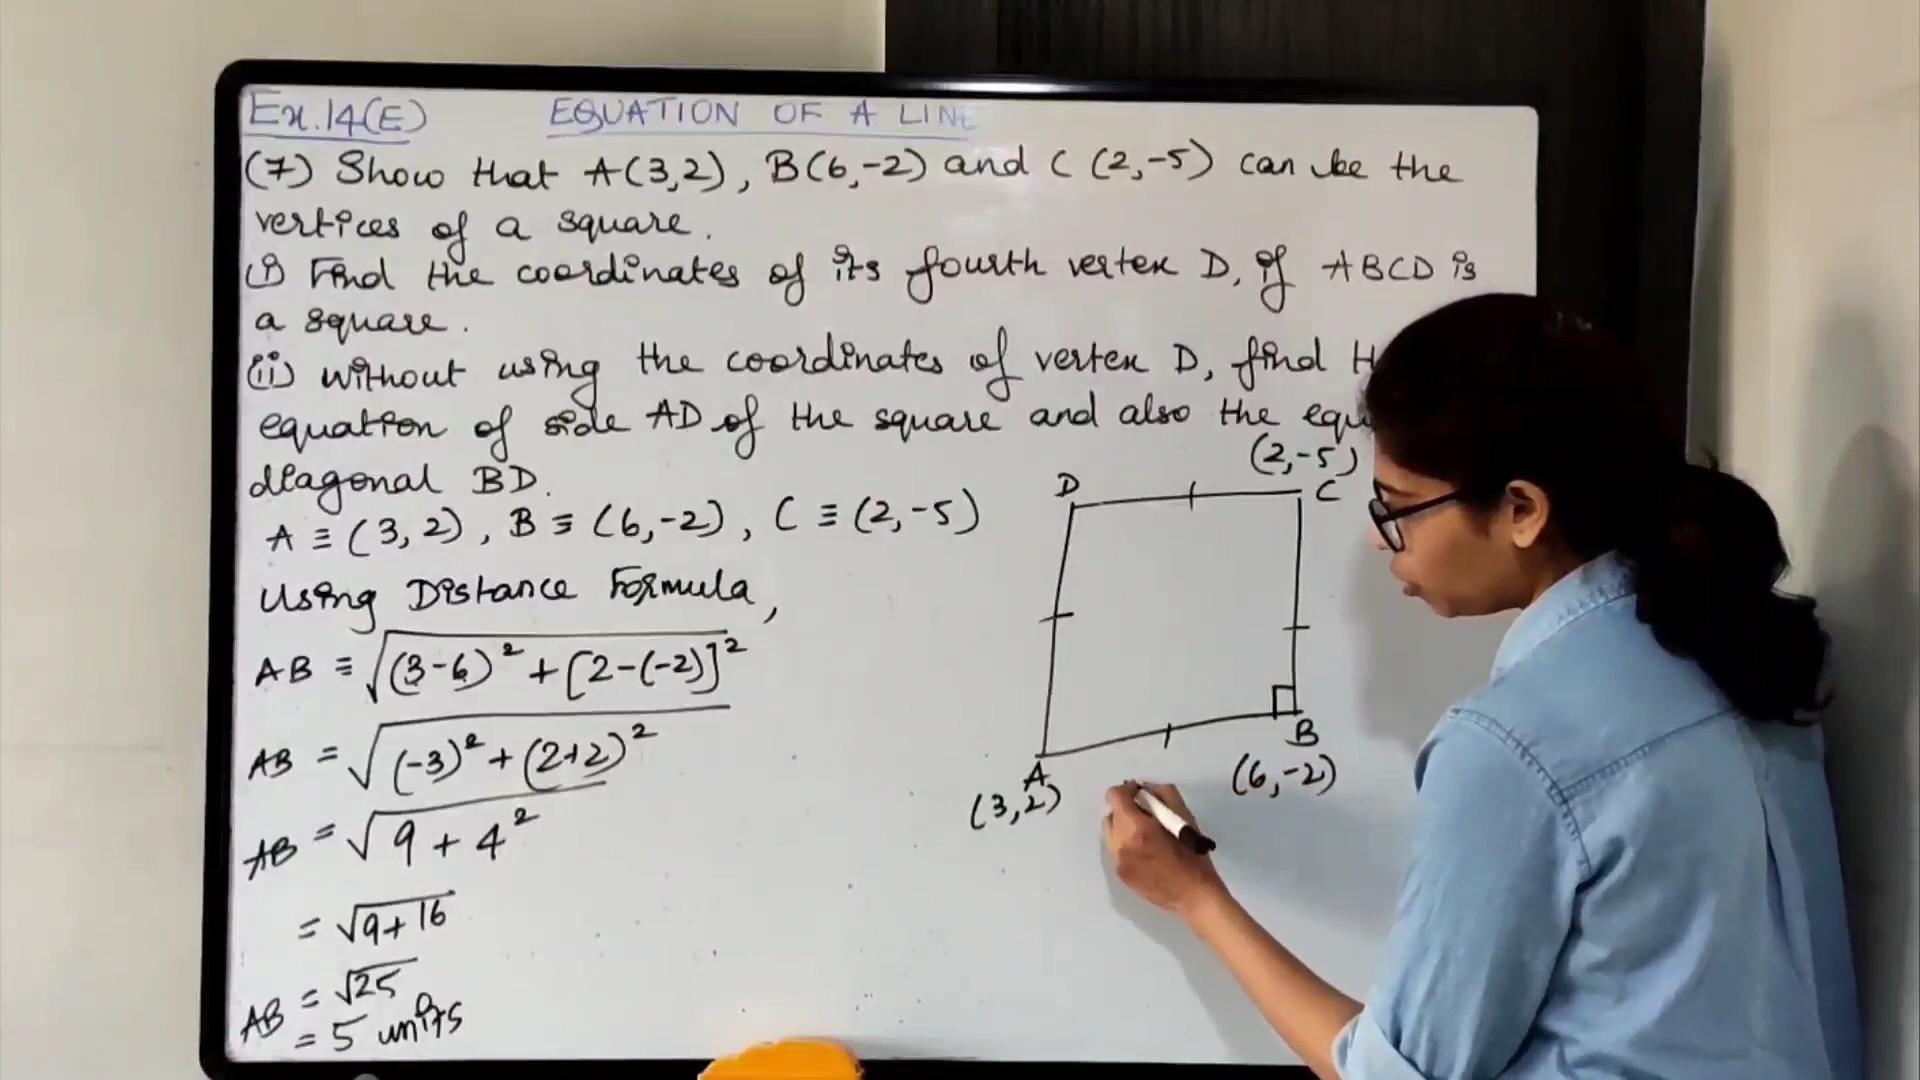 Ex.14(E) EQUATION OF A LINE
(7) Show that A(3,2), B(6,-2) and C (2,-5) can be the
vertices of a square.
(i) Find the coordinates of its fourth vertex D, if ABCD is
a square.
(ii) Without using the coordinates of vertex D, find
equation of side AD of the square and also the
diagonal BD.
A ≡ (3,2), B ≡ (6,-2), C ≡ (2,-5)
Using Distance Formula,
AB = √(3-6)² + [2-(-2)]²
AB = √(-3)² + (2+2)²
AB = √9 + 4²
= √9+16
AB = √25
= 5 units
(2,-5)
D
C
A
B
(3,2)
(6,-2)